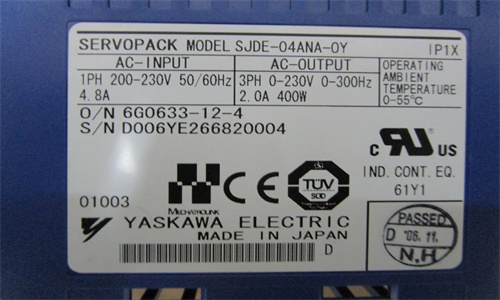 SERVOPACK MODEL SJDE-04ANA-OY IP1X
AC-INPUT AC-OUTPUT OPERATING AMBIENT TEMPERATURE 0-55°C
1PH 200-230V 50/60Hz 3PH 0-230V 0-300Hz
4.8A 2.0A 400W
O/N 6G0633-12-4
S/N D006YE266820004
C UR US
IND. CONT. EQ.
61Y1
CE
TÜV
01003
MECHATROLINK
YASKAWA ELECTRIC
MADE IN JAPAN
D
PASSED
D '06.11.
N.H